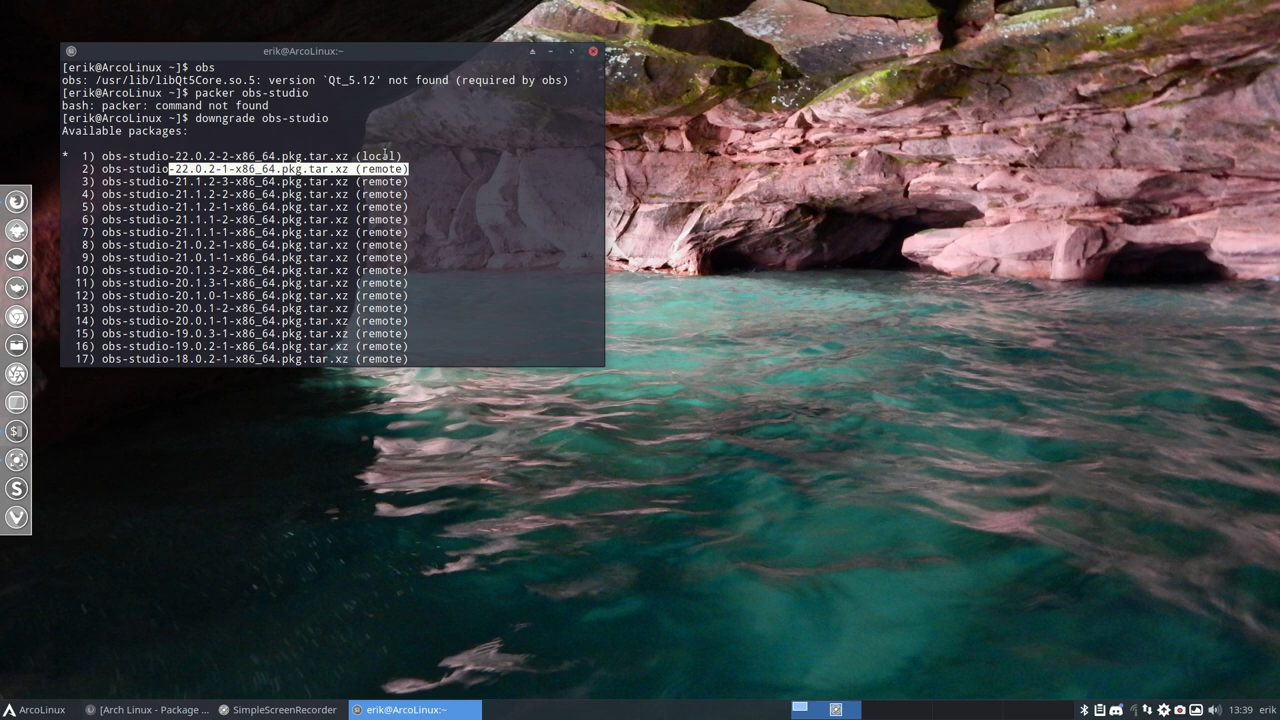 erik@ArcoLinux:~
[erik@ArcoLinux ~]$ obs
obs: /usr/lib/libQt5Core.so.5: version `Qt_5.12' not found (required by obs)
[erik@ArcoLinux ~]$ packer obs-studio
bash: packer: command not found
[erik@ArcoLinux ~]$ downgrade obs-studio
Available packages:
*  1) obs-studio-22.0.2-2-x86_64.pkg.tar.xz (local)
2) obs-studio-22.0.2-1-x86_64.pkg.tar.xz (remote)
3) obs-studio-21.1.2-3-x86_64.pkg.tar.xz (remote)
4) obs-studio-21.1.2-2-x86_64.pkg.tar.xz (remote)
5) obs-studio-21.1.2-1-x86_64.pkg.tar.xz (remote)
6) obs-studio-21.1.1-2-x86_64.pkg.tar.xz (remote)
7) obs-studio-21.1.1-1-x86_64.pkg.tar.xz (remote)
8) obs-studio-21.0.2-1-x86_64.pkg.tar.xz (remote)
9) obs-studio-21.0.1-1-x86_64.pkg.tar.xz (remote)
10) obs-studio-20.1.3-2-x86_64.pkg.tar.xz (remote)
11) obs-studio-20.1.3-1-x86_64.pkg.tar.xz (remote)
12) obs-studio-20.1.0-1-x86_64.pkg.tar.xz (remote)
13) obs-studio-20.0.1-2-x86_64.pkg.tar.xz (remote)
14) obs-studio-20.0.1-1-x86_64.pkg.tar.xz (remote)
15) obs-studio-19.0.3-1-x86_64.pkg.tar.xz (remote)
16) obs-studio-19.0.2-1-x86_64.pkg.tar.xz (remote)
17) obs-studio-18.0.2-1-x86_64.pkg.tar.xz (remote)
ArcoLinux [Arch Linux - Package ... SimpleScreenRecorder erik@ArcoLinux:~ 13:39 erik